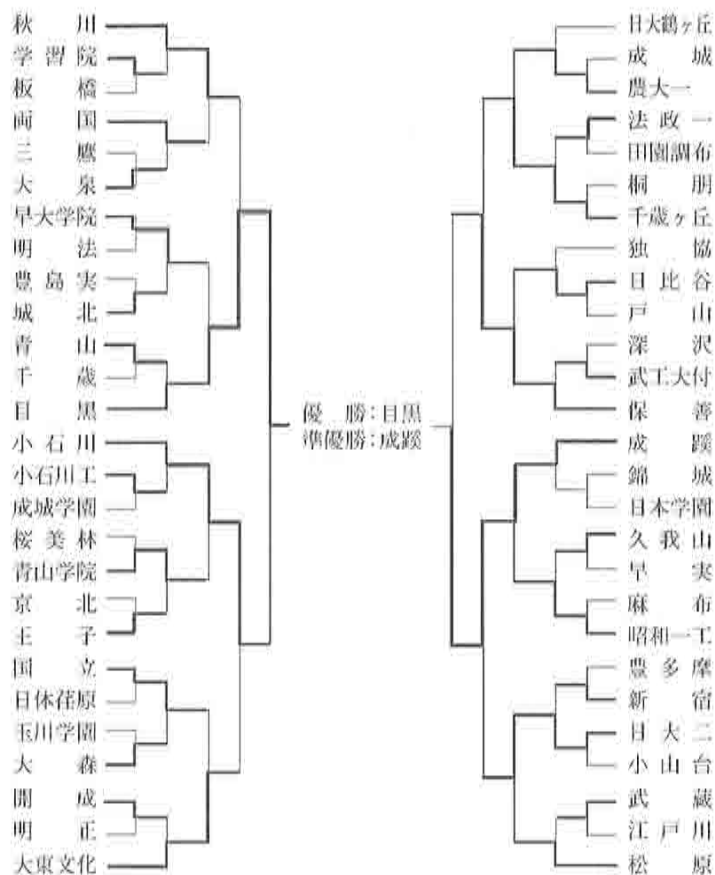 秋川
学習院
板橋
両国
三鷹
大泉
早大学院
明法
豊島実
城北
青山
千歳
目黒
小石川
小石川工
成城学園
桜美林
青山学院
京北
王子
国立
日体荏原
玉川学園
大森
開成
明正
大東文化
優勝:目黒
準優勝:成蹊
日大鶴ヶ丘
成城
農大一
法政一
田園調布
桐朋
千歳ヶ丘
独協
日比谷
戸山
深沢
武工大付
保善
成蹊
錦城
日本学園
久我山
早実
麻布
昭和一工
豊多摩
新宿
日大二
小山台
武蔵
江戸川
松原